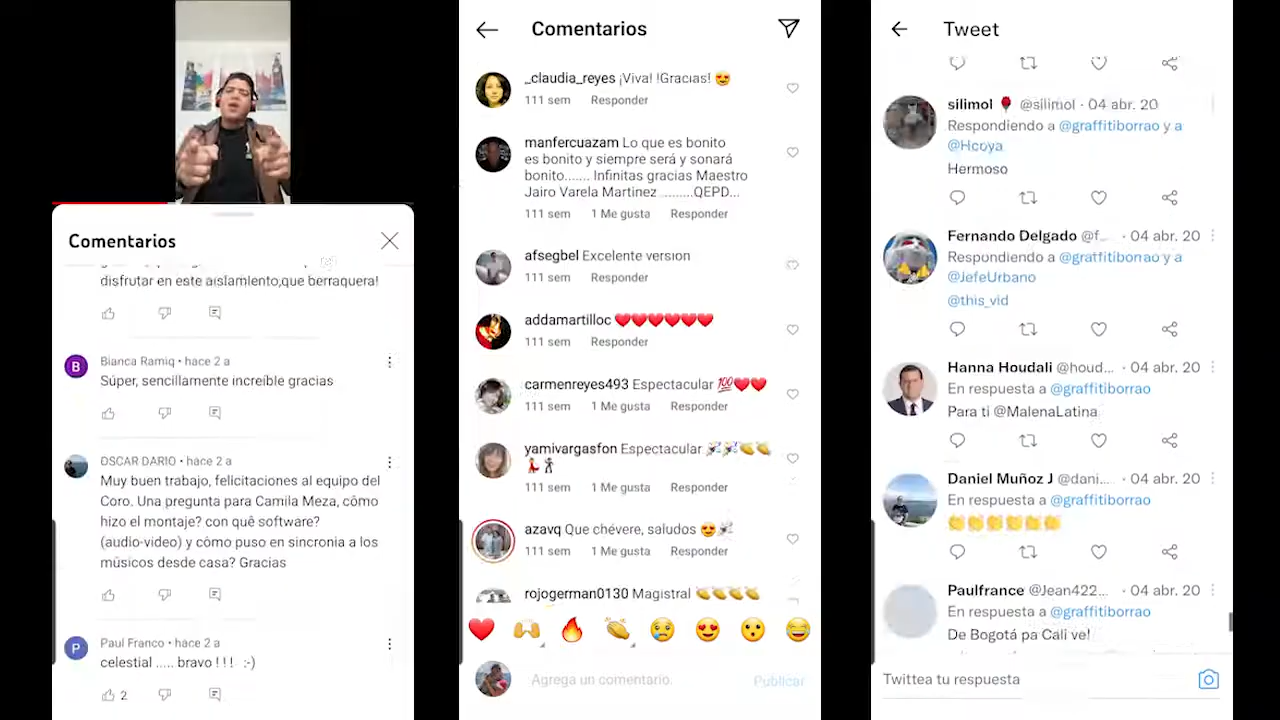 Comentarios
disfrutar en este aislamiento,que berraquera!
Bianca Ramiq • hace 2 a
Súper, sencillamente increíble gracias
OSCAR DARIO • hace 2 a
Muy buen trabajo, felicitaciones al equipo del
Coro. Una pregunta para Camila Meza, cómo
hizo el montaje? con qué software?
(audio-video) y cómo puso en sincronia a los
músicos desde casa? Gracias
Paul Franco • hace 2 a
celestial ..... bravo ! ! ! :-)
2
Comentarios
_claudia_reyes ¡Viva! !Gracias! 😍
111 sem Responder
manfercuazam Lo que es bonito
es bonito y siempre será y sonará
bonito....... Infinitas gracias Maestro
Jairo Varela Martinez .........QEPD...
111 sem 1 Me gusta Responder
afsegbel Excelente version
111 sem Responder
addamartilloc ❤️❤️❤️❤️❤️❤️
111 sem Responder
carmenreyes493 Espectacular 💯❤️❤️
111 sem 1 Me gusta Responder
yamivargasfon Espectacular 🎉🎉👏👏
💃🕺
111 sem 1 Me gusta Responder
azavq Que chévere, saludos 😍🎉
111 sem 1 Me gusta Responder
rojogerman0130 Magistral 👏👏👏👏
❤️🙌🔥👏😢😍😮😂
Agrega un comentario.
Publicar
Tweet
silimol 🌹 @silimol · 04 abr. 20
Respondiendo a @graffitiborrao y a
@Hcoya
Hermoso
Fernando Delgado @f... · 04 abr. 20
Respondiendo a @graffitiborrao y a
@JefeUrbano
@this_vid
Hanna Houdali @houd... · 04 abr. 20
En respuesta a @graffitiborrao
Para ti @MalenaLatina
Daniel Muñoz J @dani... · 04 abr. 20
En respuesta a @graffitiborrao
👏👏👏👏👏👏
Paulfrance @Jean422... · 04 abr. 20
En respuesta a @graffitiborrao
De Bogotá pa Cali ve!
Twittea tu respuesta